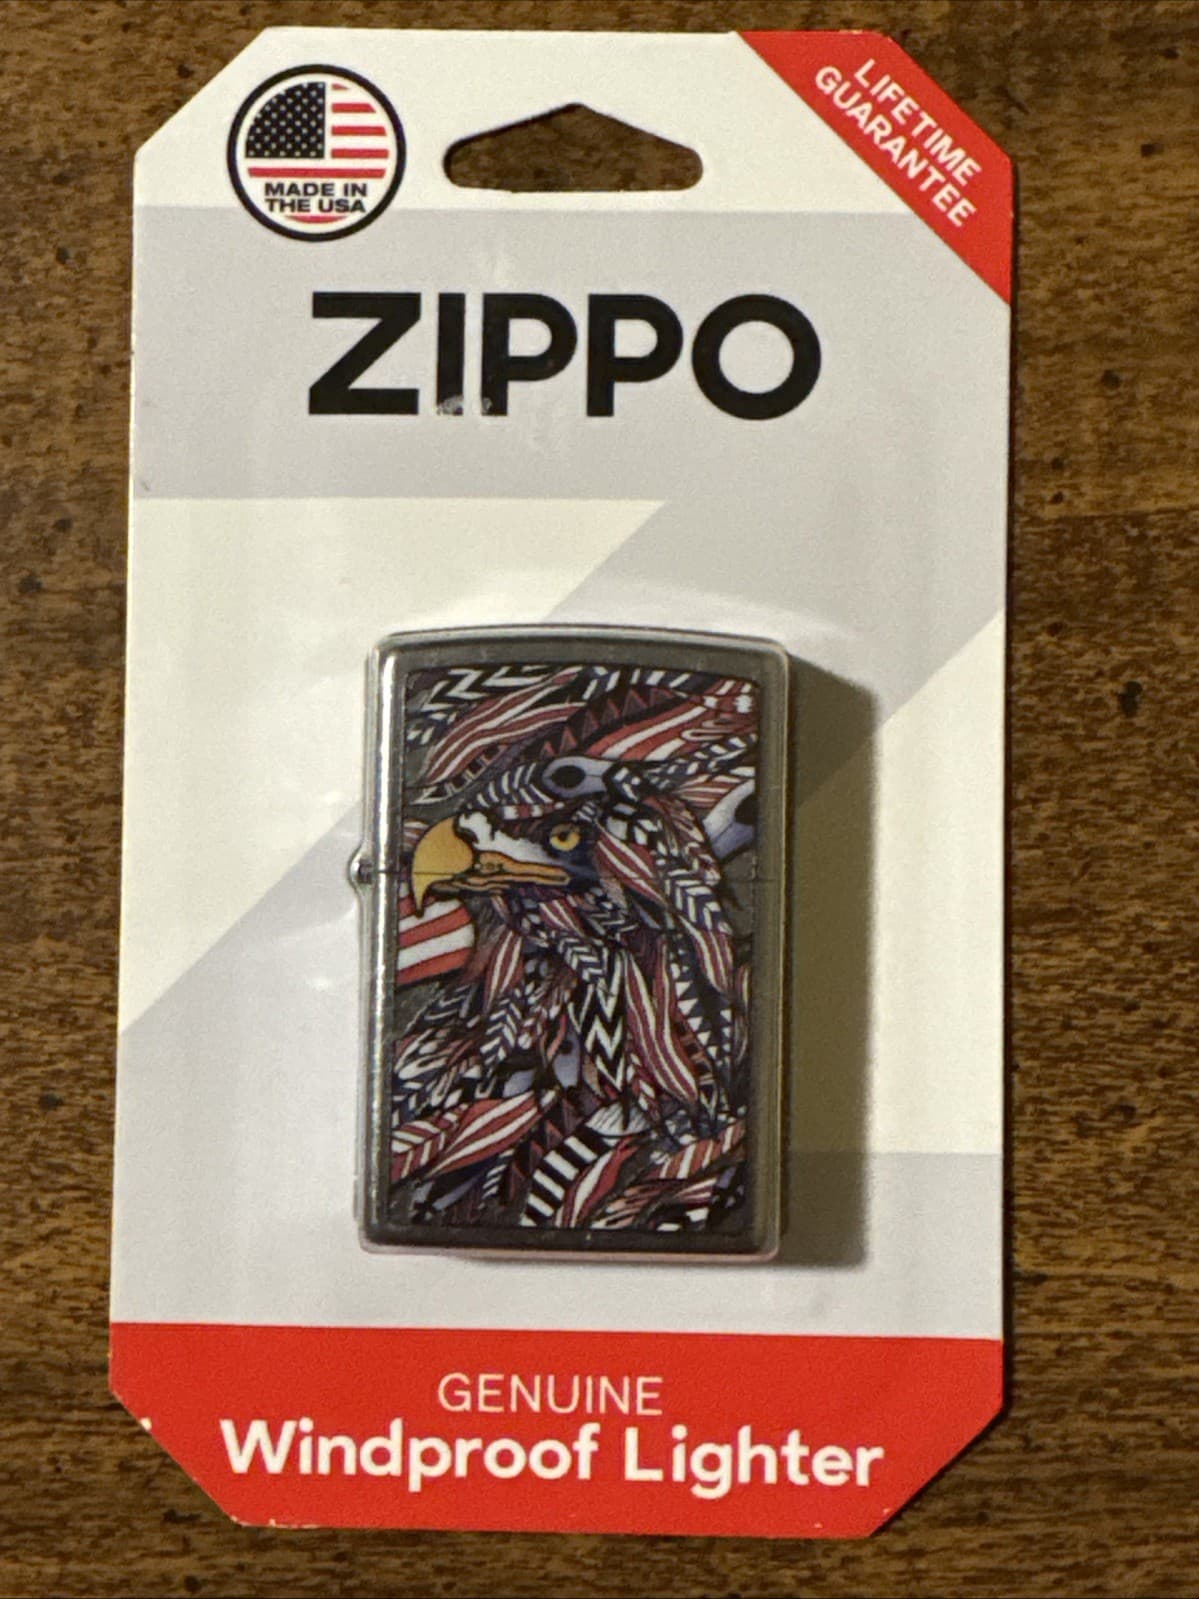 MADE IN
THE USA
LIFETIME
GUARANTEE
ZIPPO
GENUINE
Windproof Lighter